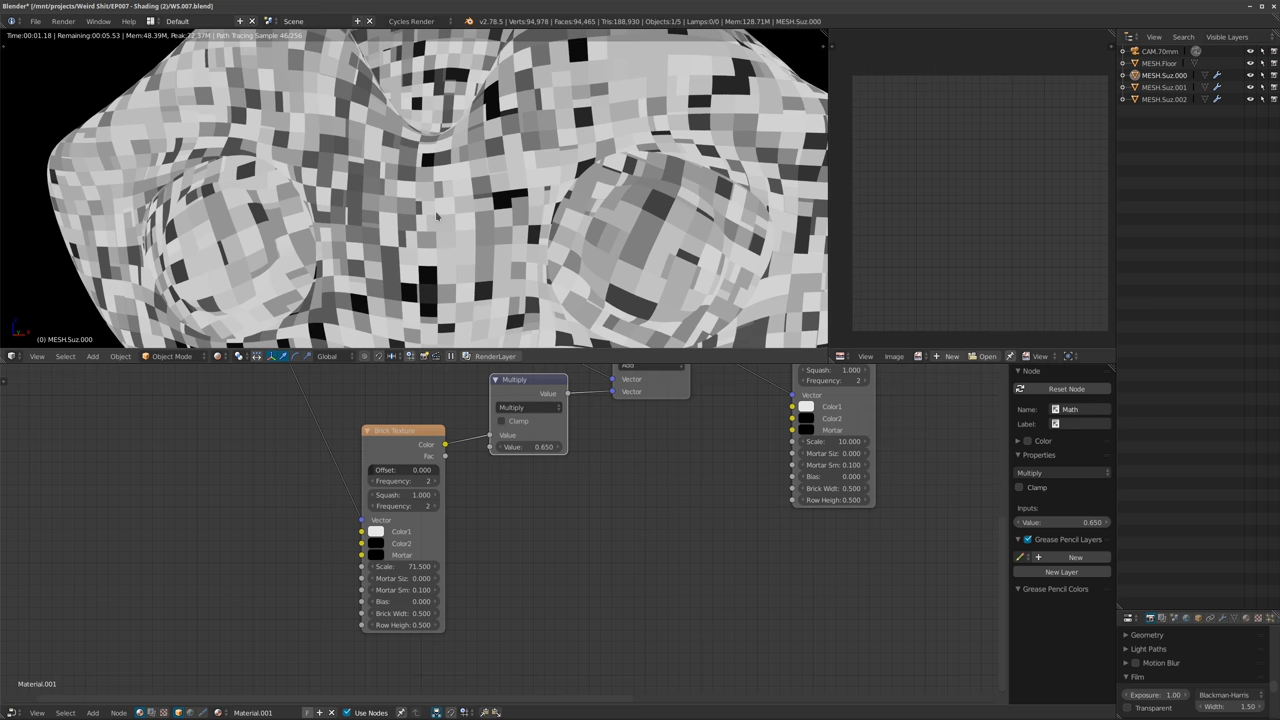 Blender* [/mnt/projects/Weird Shit/EP007 - Shading (2)/WS.007.blend]
File Render Window Help Default Scene Cycles Render v2.78.5 | Verts:94,978 | Faces:94,465 | Tris:188,930 | Objects:1/5 | Lamps:0/0 | Mem:128.71M | MESH.Suz.000
Time:00:01.18 | Remaining:00:05.53 | Mem:48.39M, Peak:72.37M | Path Tracing Sample 46/256
View Search Visible Layers
CAM.70mm
MESH.Floor
MESH.Suz.000
MESH.Suz.001
MESH.Suz.002
(0) MESH.Suz.000
View Select Add Object Object Mode Global RenderLayer
View Image New Open View
Add
Vector
Vector
Multiply
Value
Multiply
Clamp
Value
Value: 0.650
Brick Texture
Color
Fac
Offset: 0.000
Frequency: 2
Squash: 1.000
Frequency: 2
Vector
Color1
Color2
Mortar
Scale: 71.500
Mortar Siz: 0.000
Mortar Sm: 0.100
Bias: 0.000
Brick Widt: 0.500
Row Heigh: 0.500
Squash: 1.000
Frequency: 2
Vector
Color1
Color2
Mortar
Scale: 10.000
Mortar Siz: 0.000
Mortar Sm: 0.100
Bias: 0.000
Brick Widt: 0.500
Row Heigh: 0.500
Node
Reset Node
Name: Math
Label:
Color
Properties
Multiply
Clamp
Inputs:
Value: 0.650
Grease Pencil Layers
New
New Layer
Grease Pencil Colors
Geometry
Light Paths
Motion Blur
Film
Exposure: 1.00 Blackman-Harris
Transparent Width: 1.50
Material.001
View Select Add Node Material.001 F Use Nodes